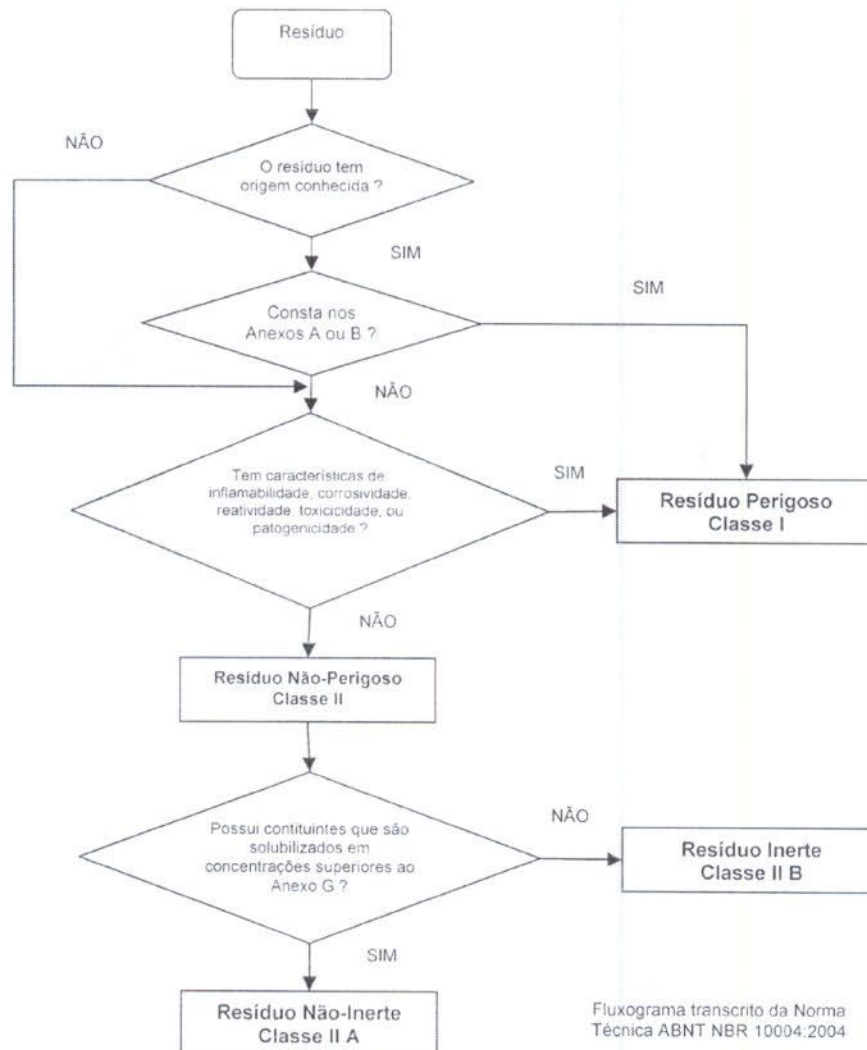 Resíduo
NÃO
O resíduo tem
origem conhecida ?
SIM
SIM
Consta nos
Anexos A ou B ?
NÃO
Tem características de
inflamabilidade, corrosividade,
reatividade, toxicicidade, ou
patogenicidade ?
SIM
Resíduo Perigoso
Classe I
NÃO
Resíduo Não-Perigoso
Classe II
Possui contituintes que são
solubilizados em
concentrações superiores ao
Anexo G ?
NÃO
Resíduo Inerte
Classe II B
SIM
Resíduo Não-Inerte
Classe II A
Fluxograma transcrito da Norma
Técnica ABNT NBR 10004:2004